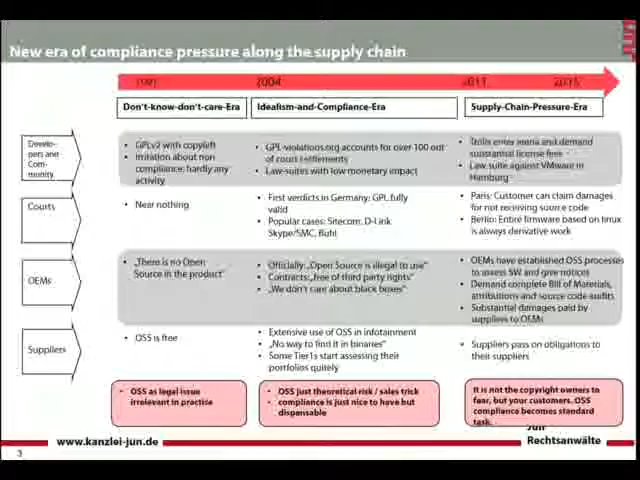 New era of compliance pressure along the supply chain
1991 2004 2011 2015
Don't-know-don't-care-Era
Idealism-and-Compliance-Era
Supply-Chain-Pressure-Era
Develo-
pers and
Com-
munity
• GPLv2 with copyleft
• Imitation about non
compliance, hardly any
activity
• GPL-violations.org accounts for over 100 out
of court settlements
• Law-suites with low monetary impact
• Trolls enter arena and demand
substantial license fees
• Law suite against VMware in
Hamburg
Courts
• Near nothing
• First verdicts in Germany: GPL fully
valid
• Popular cases: Sitecom, D-Link
Skype/SMC, Buhl
• Paris: Customer can claim damages
for not receiving source code
• Berlin: Entire firmware based on linux
is always derivative work
OEMs
• „There is no Open
Source in the product“
• Officially: „Open Source is illegal to use“
• Contracts: „free of third party rights“
• „We don't care about black boxes“
• OEMs have established OSS processes
to assess SW and give notices
• Demand complete Bill of Materials,
attributions and source code audits
• Substantial damages paid by
suppliers to OEMs
Suppliers
• OSS is free
• Extensive use of OSS in infotainment
• „No way to find it in binaries“
• Some Tier1s start assessing their
portfolios quitely
• Suppliers pass on obligations to
their suppliers
• OSS as legal issue
irrelevant in practise
• OSS just theoretical risk / sales trick
• compliance is just nice to have but
dispensable
It is not the copyright owners to
fear, but your customers. OSS
compliance becomes standard
task.
www.kanzlei-jun.de
Jun
Rechtsanwälte
3